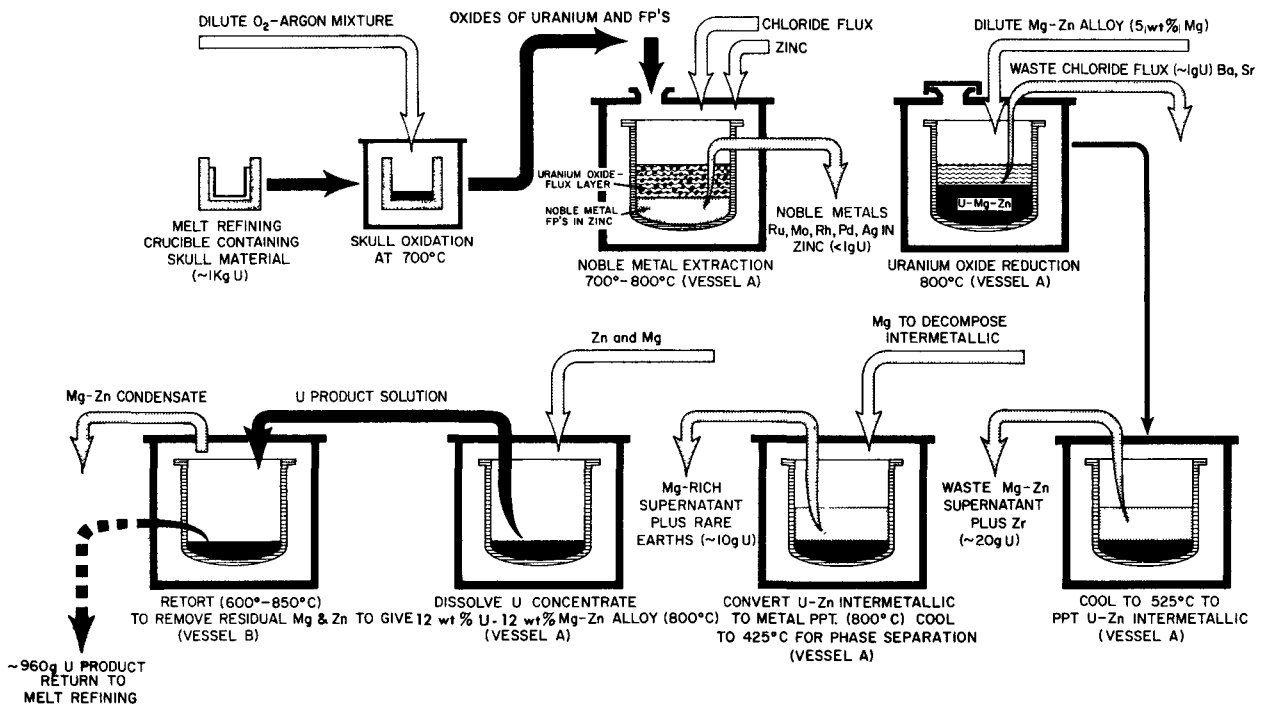 DILUTE O₂-ARGON MIXTURE
OXIDES OF URANIUM AND FP'S
CHLORIDE FLUX
ZINC
DILUTE Mg-Zn ALLOY (5 wt% Mg)
WASTE CHLORIDE FLUX (~1gU) Ba, Sr
MELT REFINING
CRUCIBLE CONTAINING
SKULL MATERIAL
(~1Kg U)
SKULL OXIDATION
AT 700°C
URANIUM OXIDE-
FLUX LAYER
NOBLE METAL
FP'S IN ZINC
NOBLE METAL EXTRACTION
700°-800°C (VESSEL A)
NOBLE METALS
Ru, Mo, Rh, Pd, Ag IN
ZINC (<1gU)
U-Mg-Zn
URANIUM OXIDE REDUCTION
800°C (VESSEL A)
Mg-Zn CONDENSATE
U PRODUCT SOLUTION
Zn and Mg
Mg TO DECOMPOSE
INTERMETALLIC
Mg-RICH
SUPERNATANT
PLUS RARE
EARTHS (~10gU)
WASTE Mg-Zn
SUPERNATANT
PLUS Zr
(~20gU)
RETORT (600°-850°C)
TO REMOVE RESIDUAL Mg & Zn
(VESSEL B)
DISSOLVE U CONCENTRATE
TO GIVE 12 wt % U-12 wt% Mg-Zn ALLOY (800°C)
(VESSEL A)
CONVERT U-Zn INTERMETALLIC
TO METAL PPT. (800°C) COOL
TO 425°C FOR PHASE SEPARATION
(VESSEL A)
COOL TO 525°C TO
PPT U-Zn INTERMETALLIC
(VESSEL A)
~960g U PRODUCT
RETURN TO
MELT REFINING